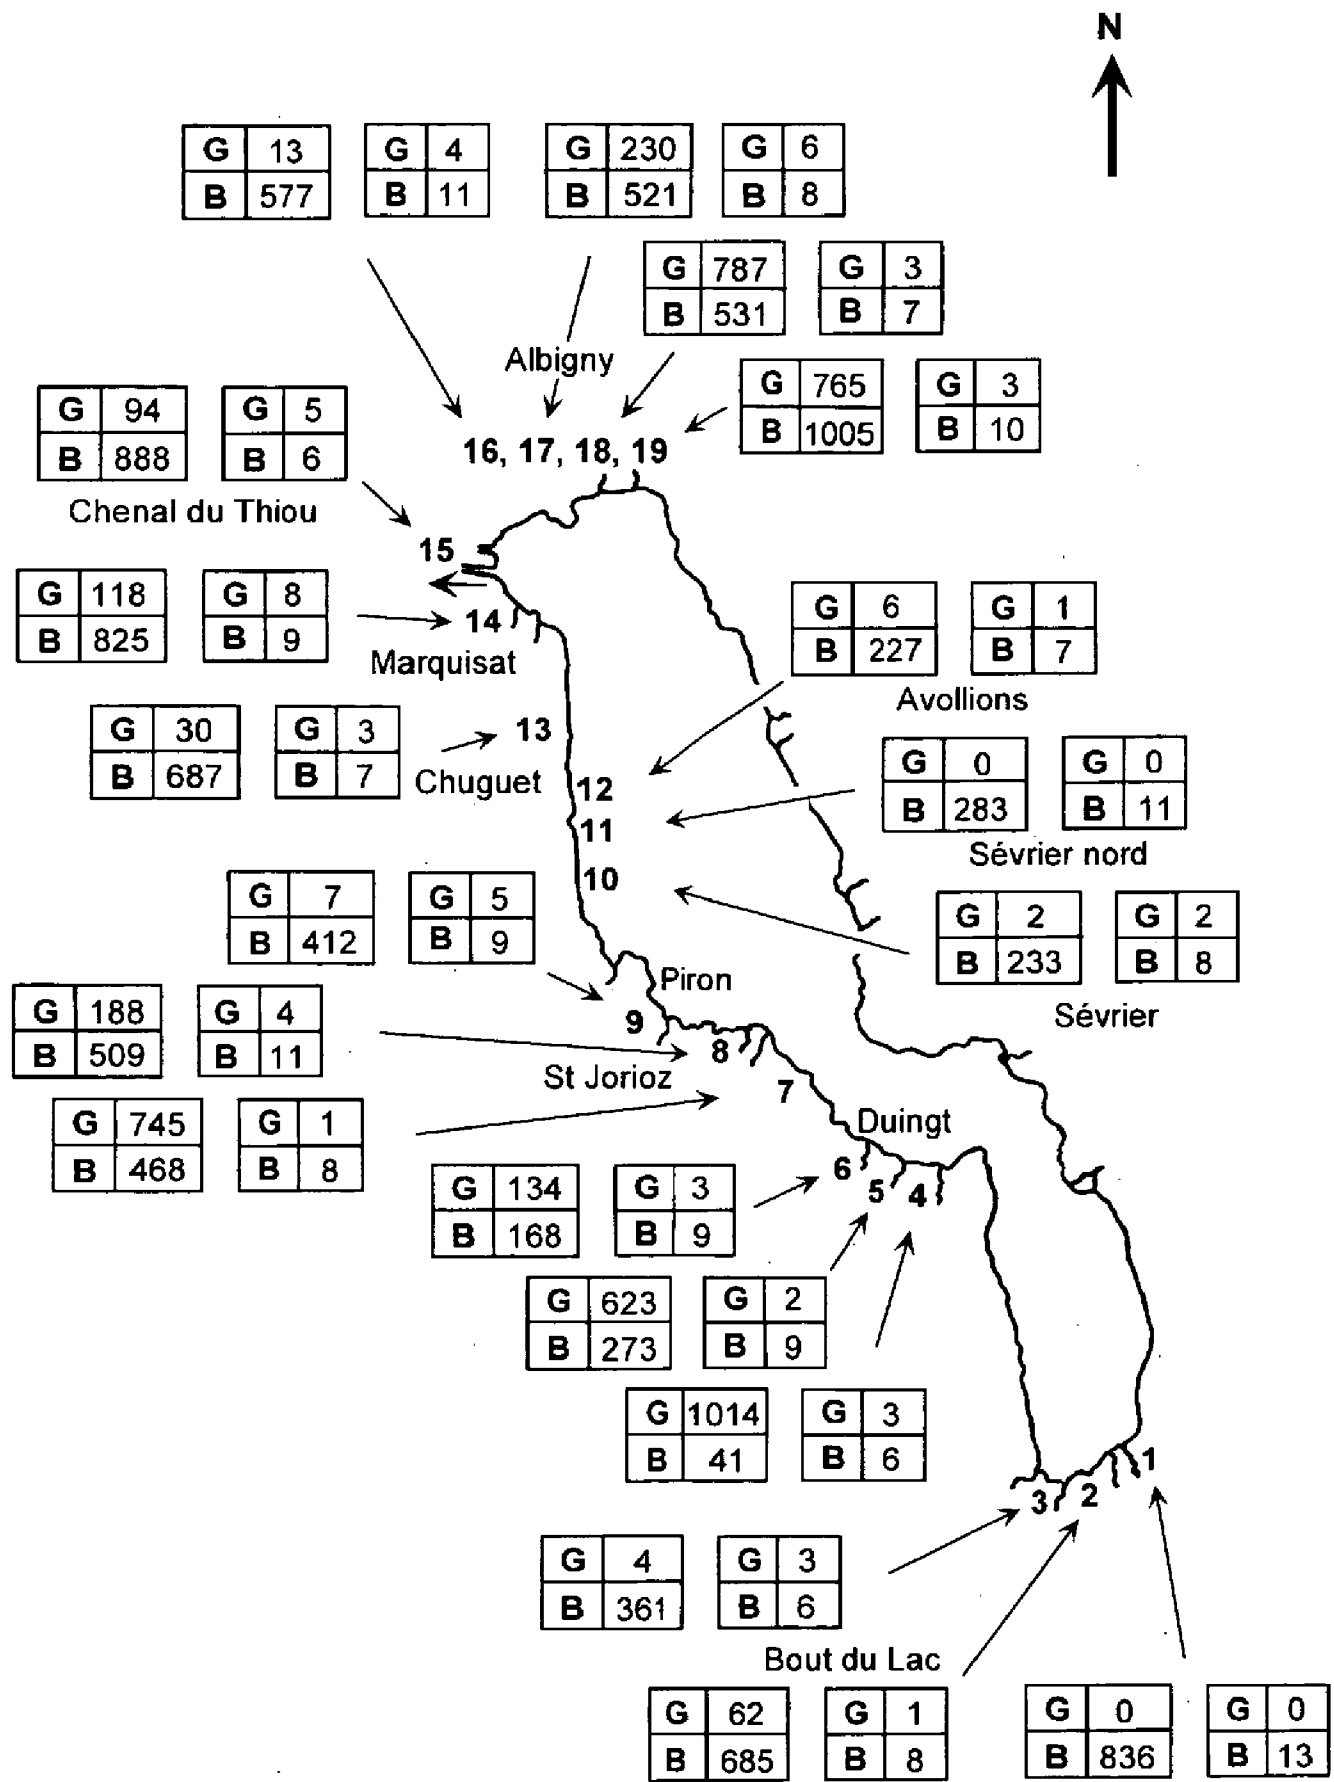 N
G 13 G 4 G 230 G 6
B 577 B 11 B 521 B 8
G 787 G 3
B 531 B 7
Albigny
G 765 G 3
B 1005 B 10
G 94 G 5
B 888 B 6
16, 17, 18, 19
Chenal du Thiou
15
G 118 G 8
B 825 B 9
14
Marquisat
G 6 G 1
B 227 B 7
Avollions
G 30 G 3
B 687 B 7
13
Chuguet
G 0 G 0
B 283 B 11
Sévrier nord
12
11
10
G 7 G 5
B 412 B 9
G 2 G 2
B 233 B 8
Sévrier
Piron
9
G 188 G 4
B 509 B 11
8
St Jorioz
7
G 745 G 1
B 468 B 8
Duingt
6
5
4
G 134 G 3
B 168 B 9
G 623 G 2
B 273 B 9
G 1014 G 3
B 41 B 6
1
2
3
G 4 G 3
B 361 B 6
Bout du Lac
G 62 G 1 G 0 G 0
B 685 B 8 B 836 B 13